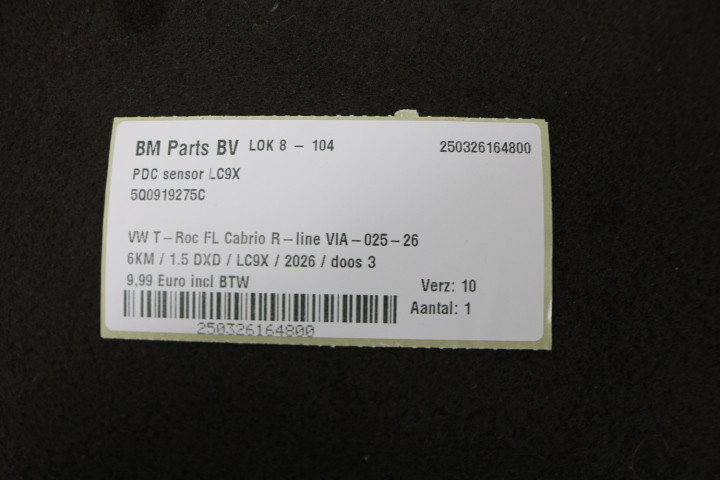 BM Parts BV LOK 8 - 104 250326164800
PDC sensor LC9X
5Q0919275C
VW T-Roc FL Cabrio R-line VIA-025-26
6KM / 1.5 DXD / LC9X / 2026 / doos 3
9,99 Euro incl BTW
Verz: 10
Aantal: 1
250326164800